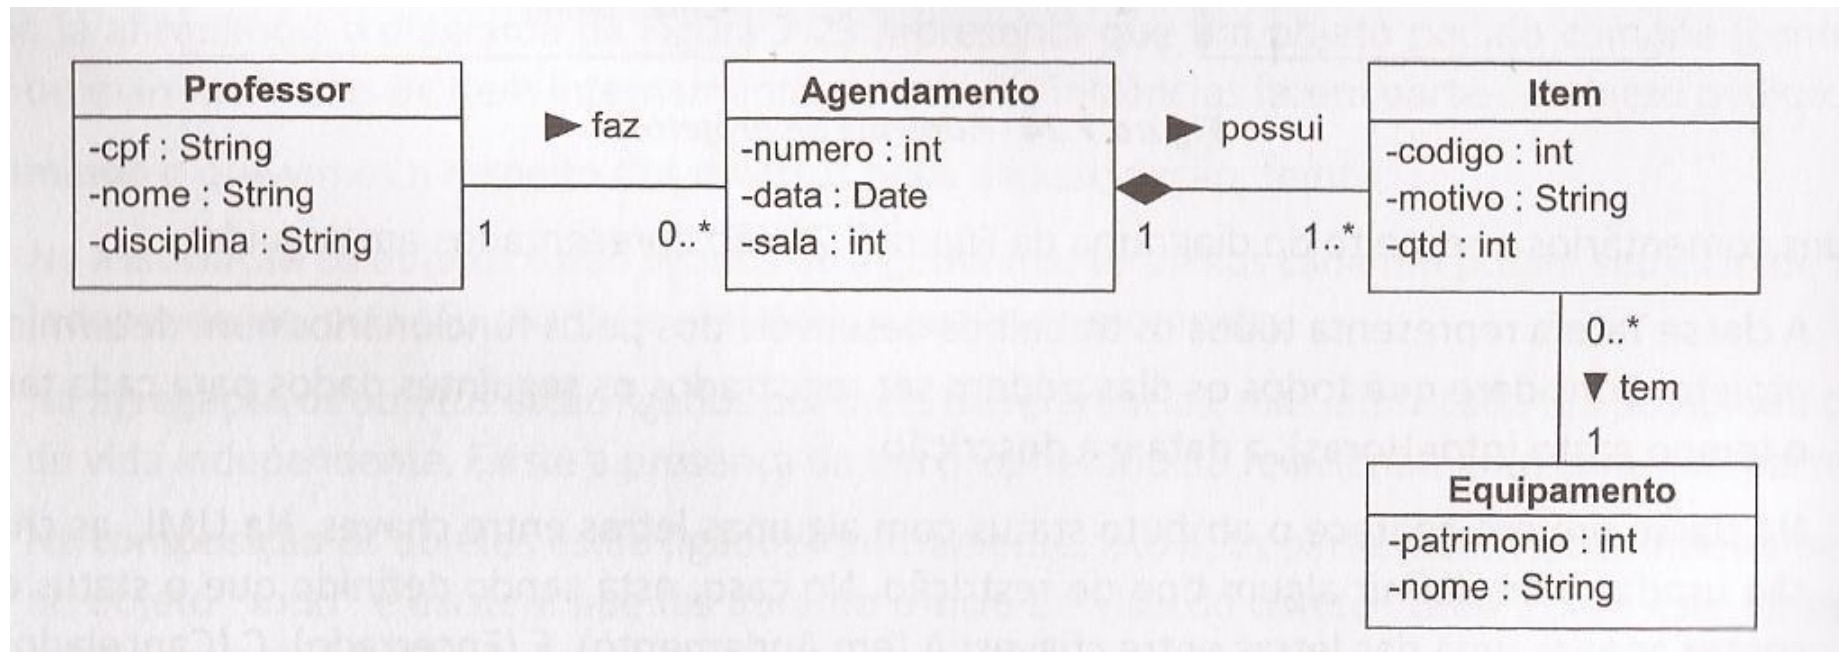 Professor
-cpf : String
-nome : String
-disciplina : String
faz
1
0..*
Agendamento
-numero : int
-data : Date
-sala : int
possui
1
1..*
Item
-codigo : int
-motivo : String
-qtd : int
0..*
tem
1
Equipamento
-patrimonio : int
-nome : String